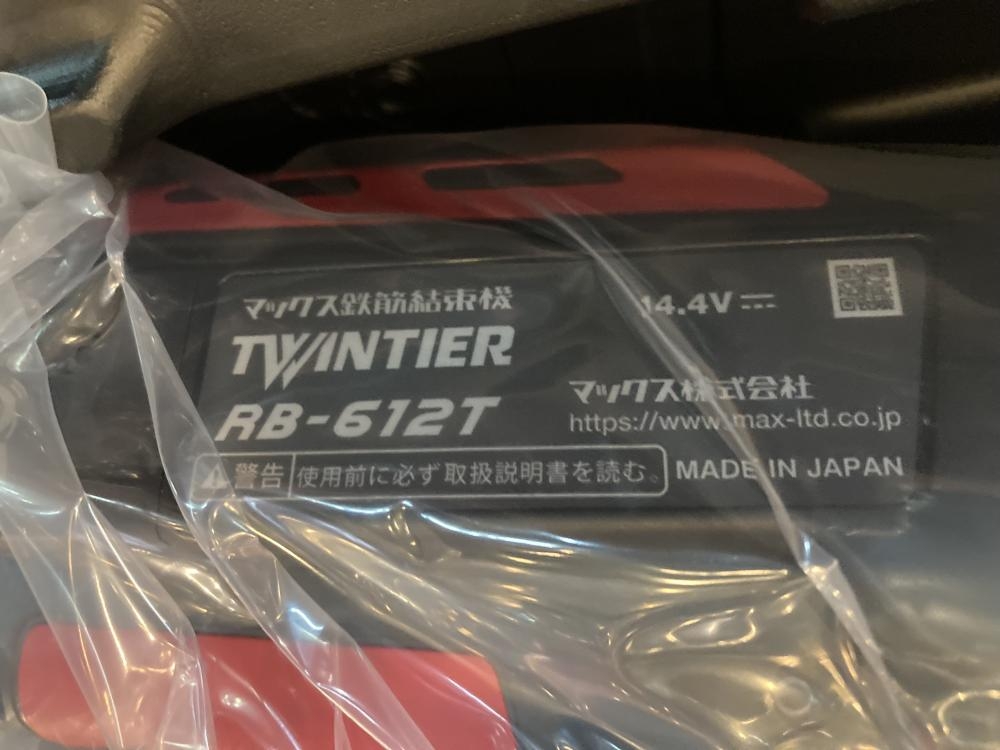 マックス鉄筋結束機
TWINTIER
RB-612T
14.4V
マックス株式会社
https://www.max-ltd.co.jp
警告 使用前に必ず取扱説明書を読む。
MADE IN JAPAN